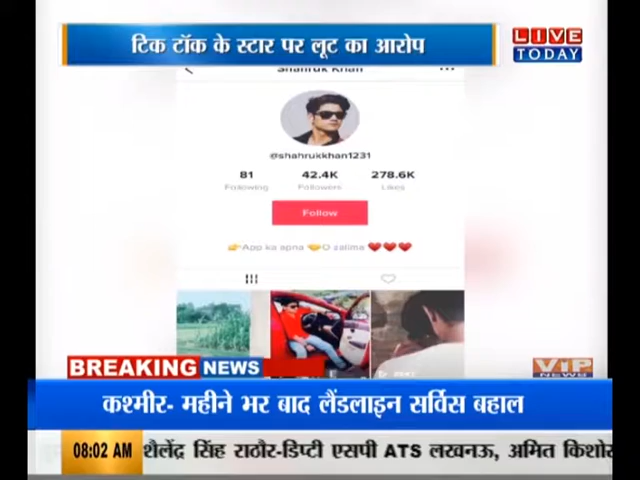 टिक टॉक के स्टार पर लूट का आरोप
LIVE
TODAY
Shahruk Khan
@shahrukkhan1231
81 42.4K 278.6K
Following Followers Likes
Follow
👉App ka apna 🤝O zalima ❤️❤️❤️
BREAKING NEWS
VIP
NEWS
कश्मीर- महीने भर बाद लैंडलाइन सर्विस बहाल
08:02 AM शैलेंद्र सिंह राठौर-डिप्टी एसपी ATS लखनऊ, अमित किशोर